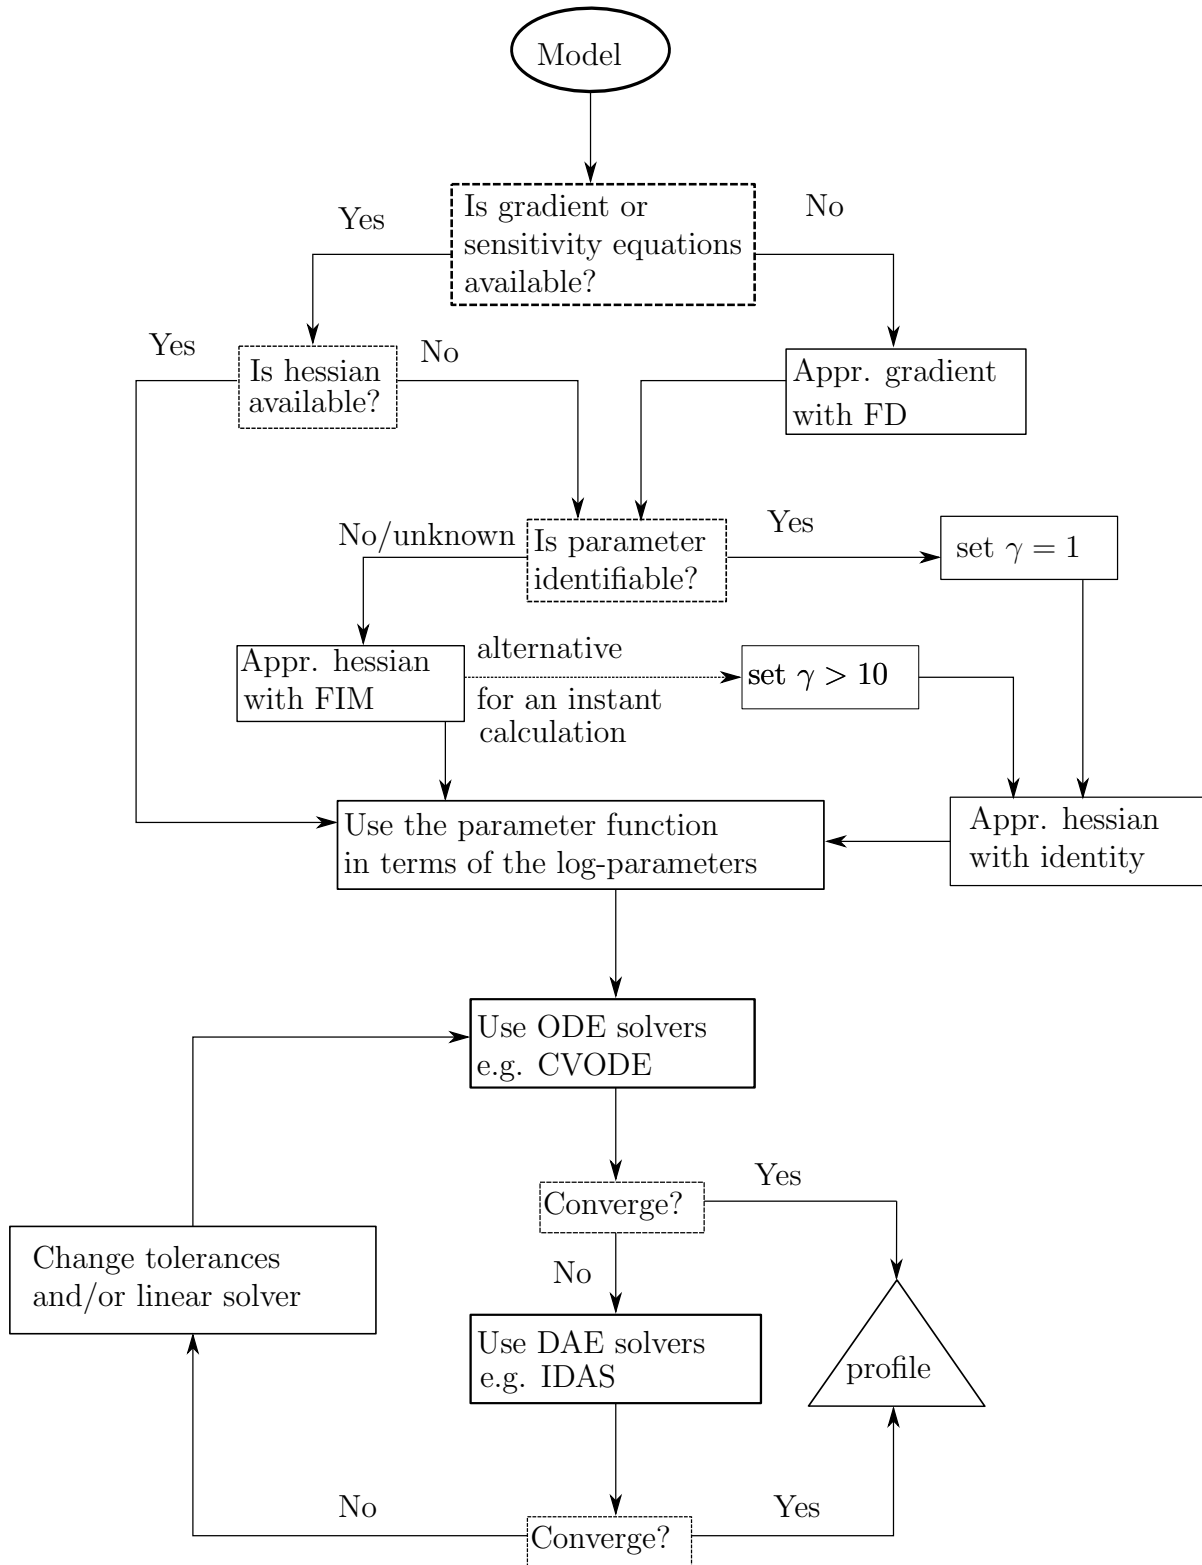 Model
Yes
Is gradient or
sensitivity equations
available?
No
Yes
Is hessian
available?
No
Appr. gradient
with FD
No/unknown
Is parameter
identifiable?
Yes
set γ = 1
Appr. hessian
with FIM
alternative
for an instant
calculation
set γ > 10
Use the parameter function
in terms of the log-parameters
Appr. hessian
with identity
Use ODE solvers
e.g. CVODE
Converge?
Yes
No
Change tolerances
and/or linear solver
Use DAE solvers
e.g. IDAS
profile
No
Converge?
Yes